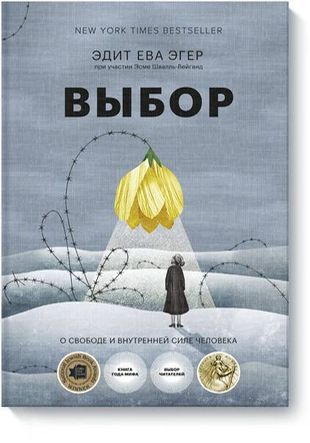 NEW YORK TIMES BESTSELLER
ЭДИТ ЕВА ЭГЕР
при участии Эсме Швалль-Вейганд
ВЫБОР
О СВОБОДЕ И ВНУТРЕННЕЙ СИЛЕ ЧЕЛОВЕКА
КНИГА
ГОДА МИФА
ВЫБОР
ЧИТАТЕЛЕЙ
WINNER